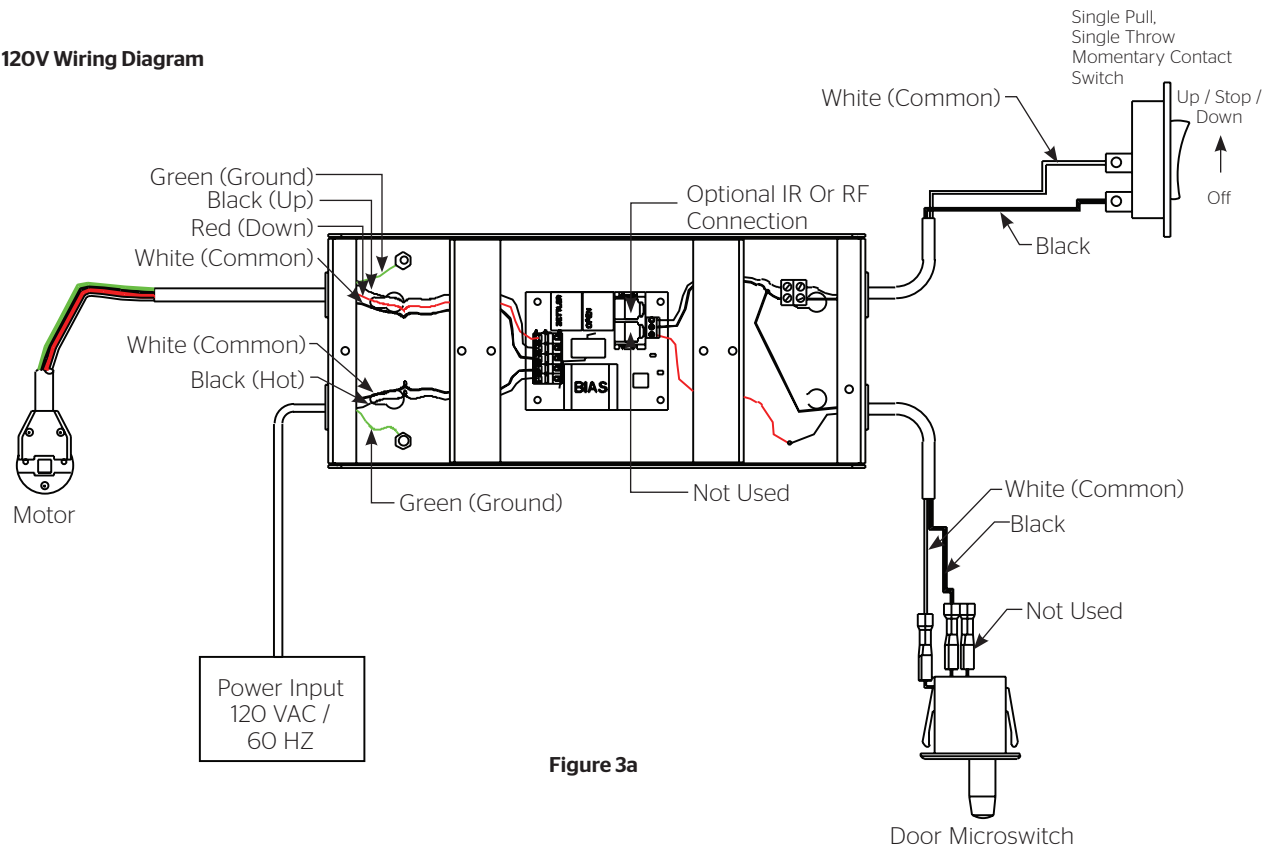 120V Wiring Diagram
Single Pull,
Single Throw
Momentary Contact
Switch
Up / Stop /
Down
Off
White (Common)
Black
Green (Ground)
Black (Up)
Red (Down)
White (Common)
Optional IR Or RF
Connection
White (Common)
Black (Hot)
BIAS
OPEN
Green (Ground)
Not Used
Motor
White (Common)
Black
Not Used
Power Input
120 VAC /
60 HZ
Figure 3a
Door Microswitch